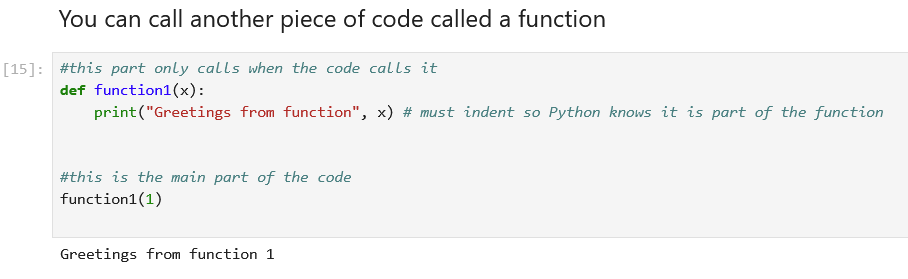 You can call another piece of code called a function
[15]:
#this part only calls when the code calls it
def function1(x):
    print("Greetings from function", x) # must indent so Python knows it is part of the function
#this is the main part of the code
function1(1)
Greetings from function 1